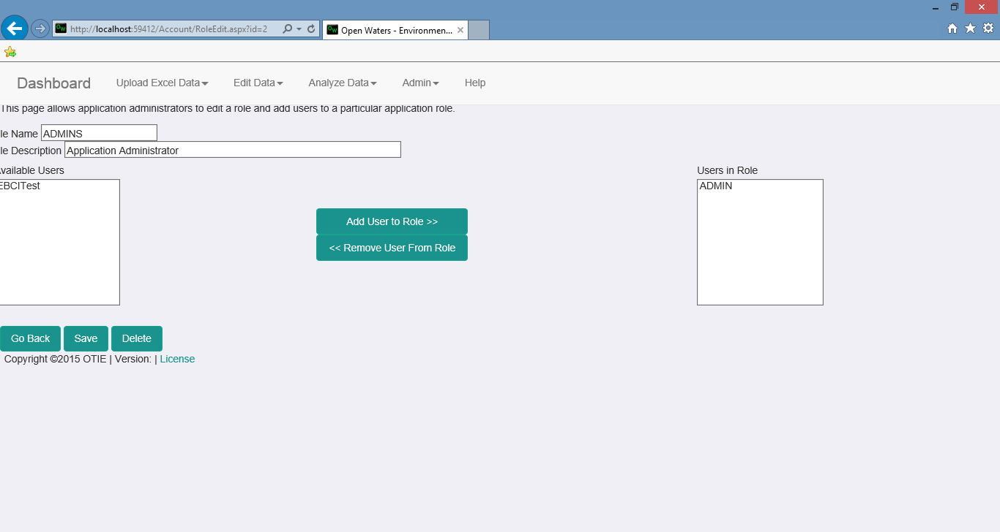 http://localhost:59412/Account/RoleEdit.aspx?id=2
Open Waters - Environmen...
Dashboard
Upload Excel Data
Edit Data
Analyze Data
Admin
Help
This page allows application administrators to edit a role and add users to a particular application role.
le Name ADMINS
le Description Application Administrator
vailable Users
Users in Role
EBCITest
ADMIN
Add User to Role >>
<< Remove User From Role
Go Back
Save
Delete
Copyright ©2015 OTIE | Version: | License